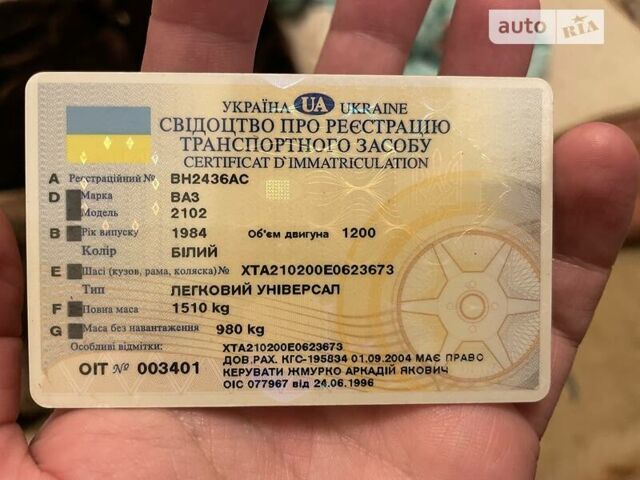 auto RIA
УКРАЇНА UA UKRAINE
СВІДОЦТВО ПРО РЕЄСТРАЦІЮ
ТРАНСПОРТНОГО ЗАСОБУ
CERTIFICAT D'IMMATRICULATION
A Реєстраційний № ВН2436АС
D Марка ВАЗ
Модель 2102
B Рік випуску 1984 Об'єм двигуна 1200
Колір БІЛИЙ
E Шасі (кузов, рама, коляска) № XTA210200E0623673
Тип ЛЕГКОВИЙ УНІВЕРСАЛ
F Повна маса 1510 kg
G Маса без навантаження 980 kg
Особливі відмітки: XTA210200E0623673
ДОВ.РАХ. КГС-195834 01.09.2004 МАЄ ПРАВО
ОІТ № 003401 КЕРУВАТИ ЖМУРКО АРКАДІЙ ЯКОВИЧ
ОІС 077967 від 24.06.1996